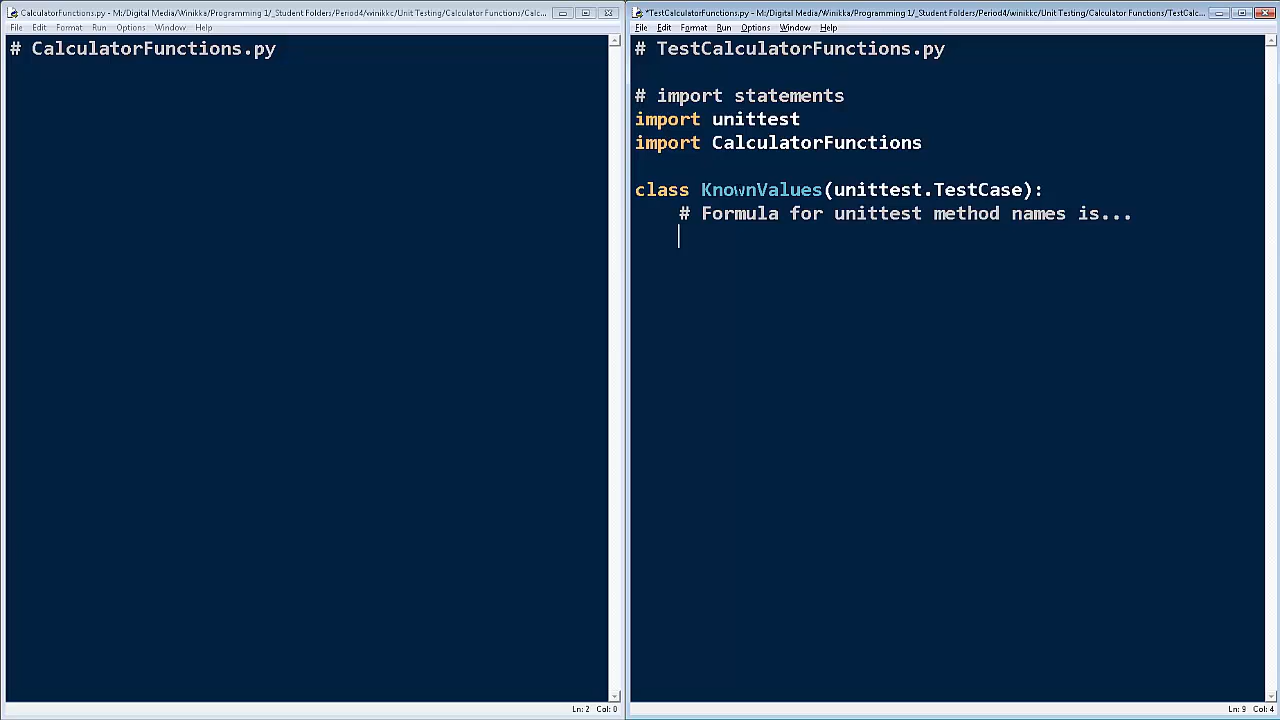 CalculatorFunctions.py - M:/Digital Media/Winikka/Programming 1/_Student Folders/Period4/winikkc/Unit Testing/Calculator Functions/Calc...
File Edit Format Run Options Window Help
# CalculatorFunctions.py
Ln: 2 Col: 0
*TestCalculatorFunctions.py - M:/Digital Media/Winikka/Programming 1/_Student Folders/Period4/winikkc/Unit Testing/Calculator Functions/TestCalc...
File Edit Format Run Options Window Help
# TestCalculatorFunctions.py
# import statements
import unittest
import CalculatorFunctions
class KnownValues(unittest.TestCase):
# Formula for unittest method names is...
Ln: 9 Col: 4